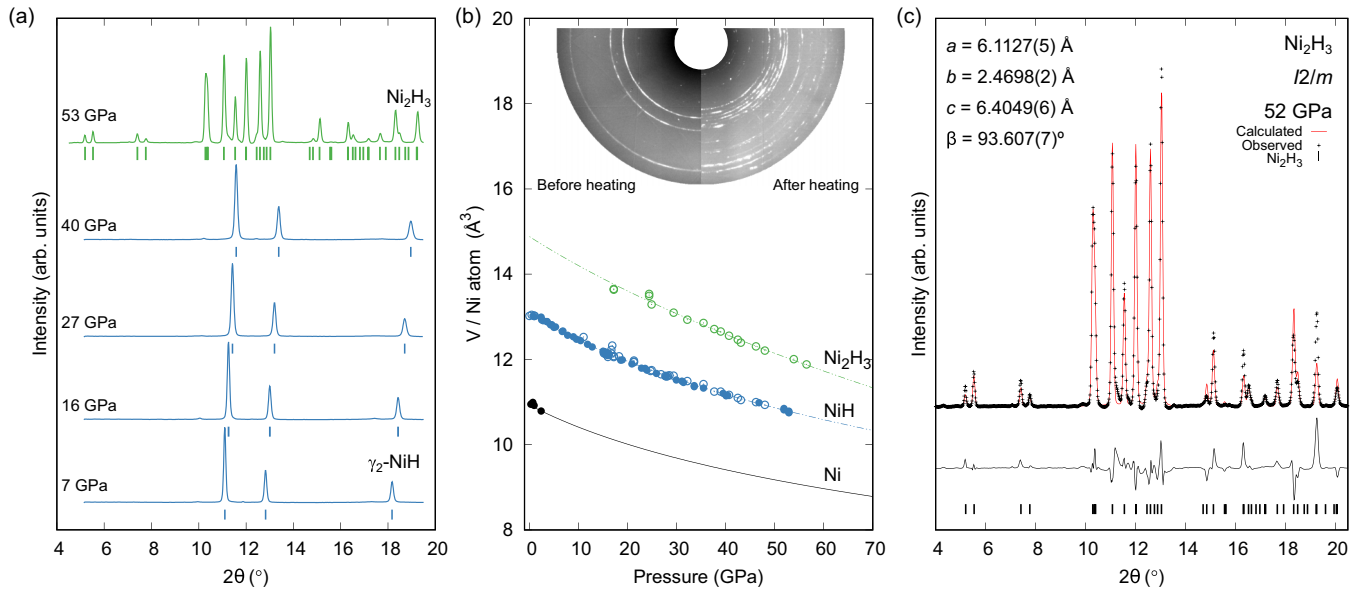 (a)
Intensity (arb. units)
53 GPa
Ni₂H₃
40 GPa
27 GPa
16 GPa
7 GPa
γ₂-NiH
4 6 8 10 12 14 16 18 20
2θ (°)
(b)
V / Ni atom (Å³)
20
18
16
14
12
10
8
Before heating
After heating
Ni₂H₃
NiH
Ni
0 10 20 30 40 50 60 70
Pressure (GPa)
(c)
Intensity (arb. units)
a = 6.1127(5) Å
b = 2.4698(2) Å
c = 6.4049(6) Å
β = 93.607(7)º
Ni₂H₃
I2/m
52 GPa
Calculated
Observed
Ni₂H₃
4 6 8 10 12 14 16 18 20
2θ (°)